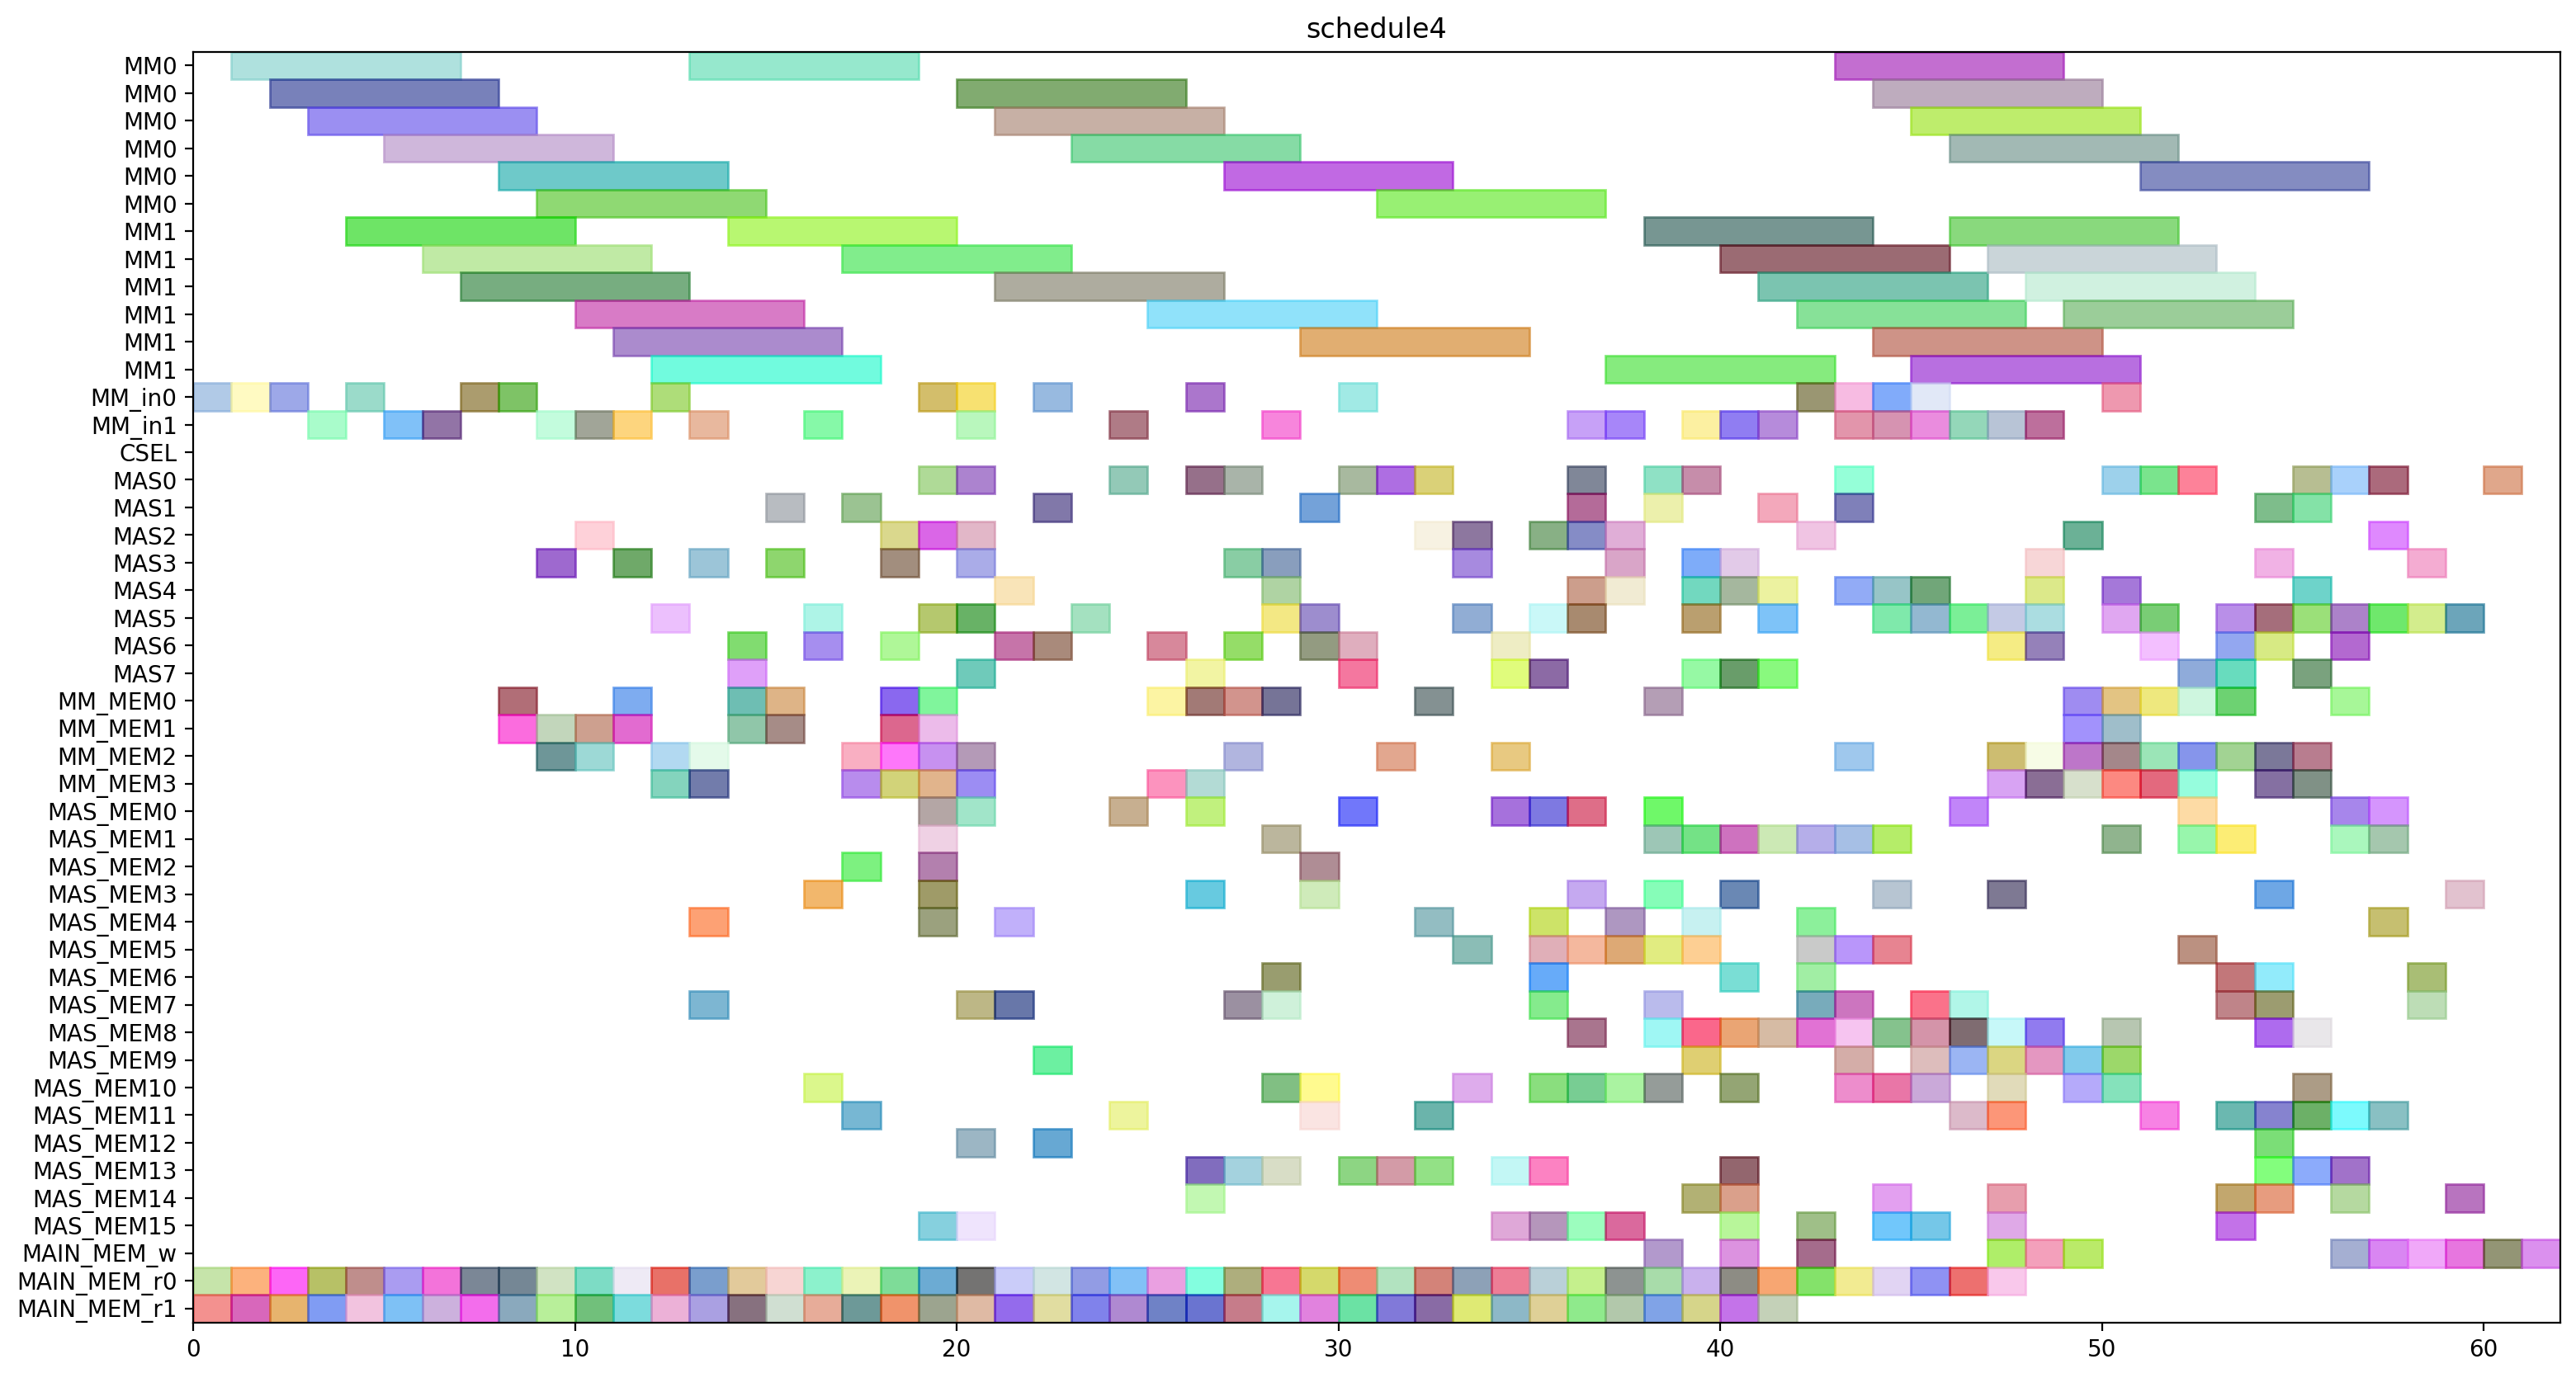 schedule4
MM0
MM0
MM0
MM0
MM0
MM0
MM1
MM1
MM1
MM1
MM1
MM1
MM_in0
MM_in1
CSEL
MAS0
MAS1
MAS2
MAS3
MAS4
MAS5
MAS6
MAS7
MM_MEM0
MM_MEM1
MM_MEM2
MM_MEM3
MAS_MEM0
MAS_MEM1
MAS_MEM2
MAS_MEM3
MAS_MEM4
MAS_MEM5
MAS_MEM6
MAS_MEM7
MAS_MEM8
MAS_MEM9
MAS_MEM10
MAS_MEM11
MAS_MEM12
MAS_MEM13
MAS_MEM14
MAS_MEM15
MAIN_MEM_w
MAIN_MEM_r0
MAIN_MEM_r1
0 10 20 30 40 50 60